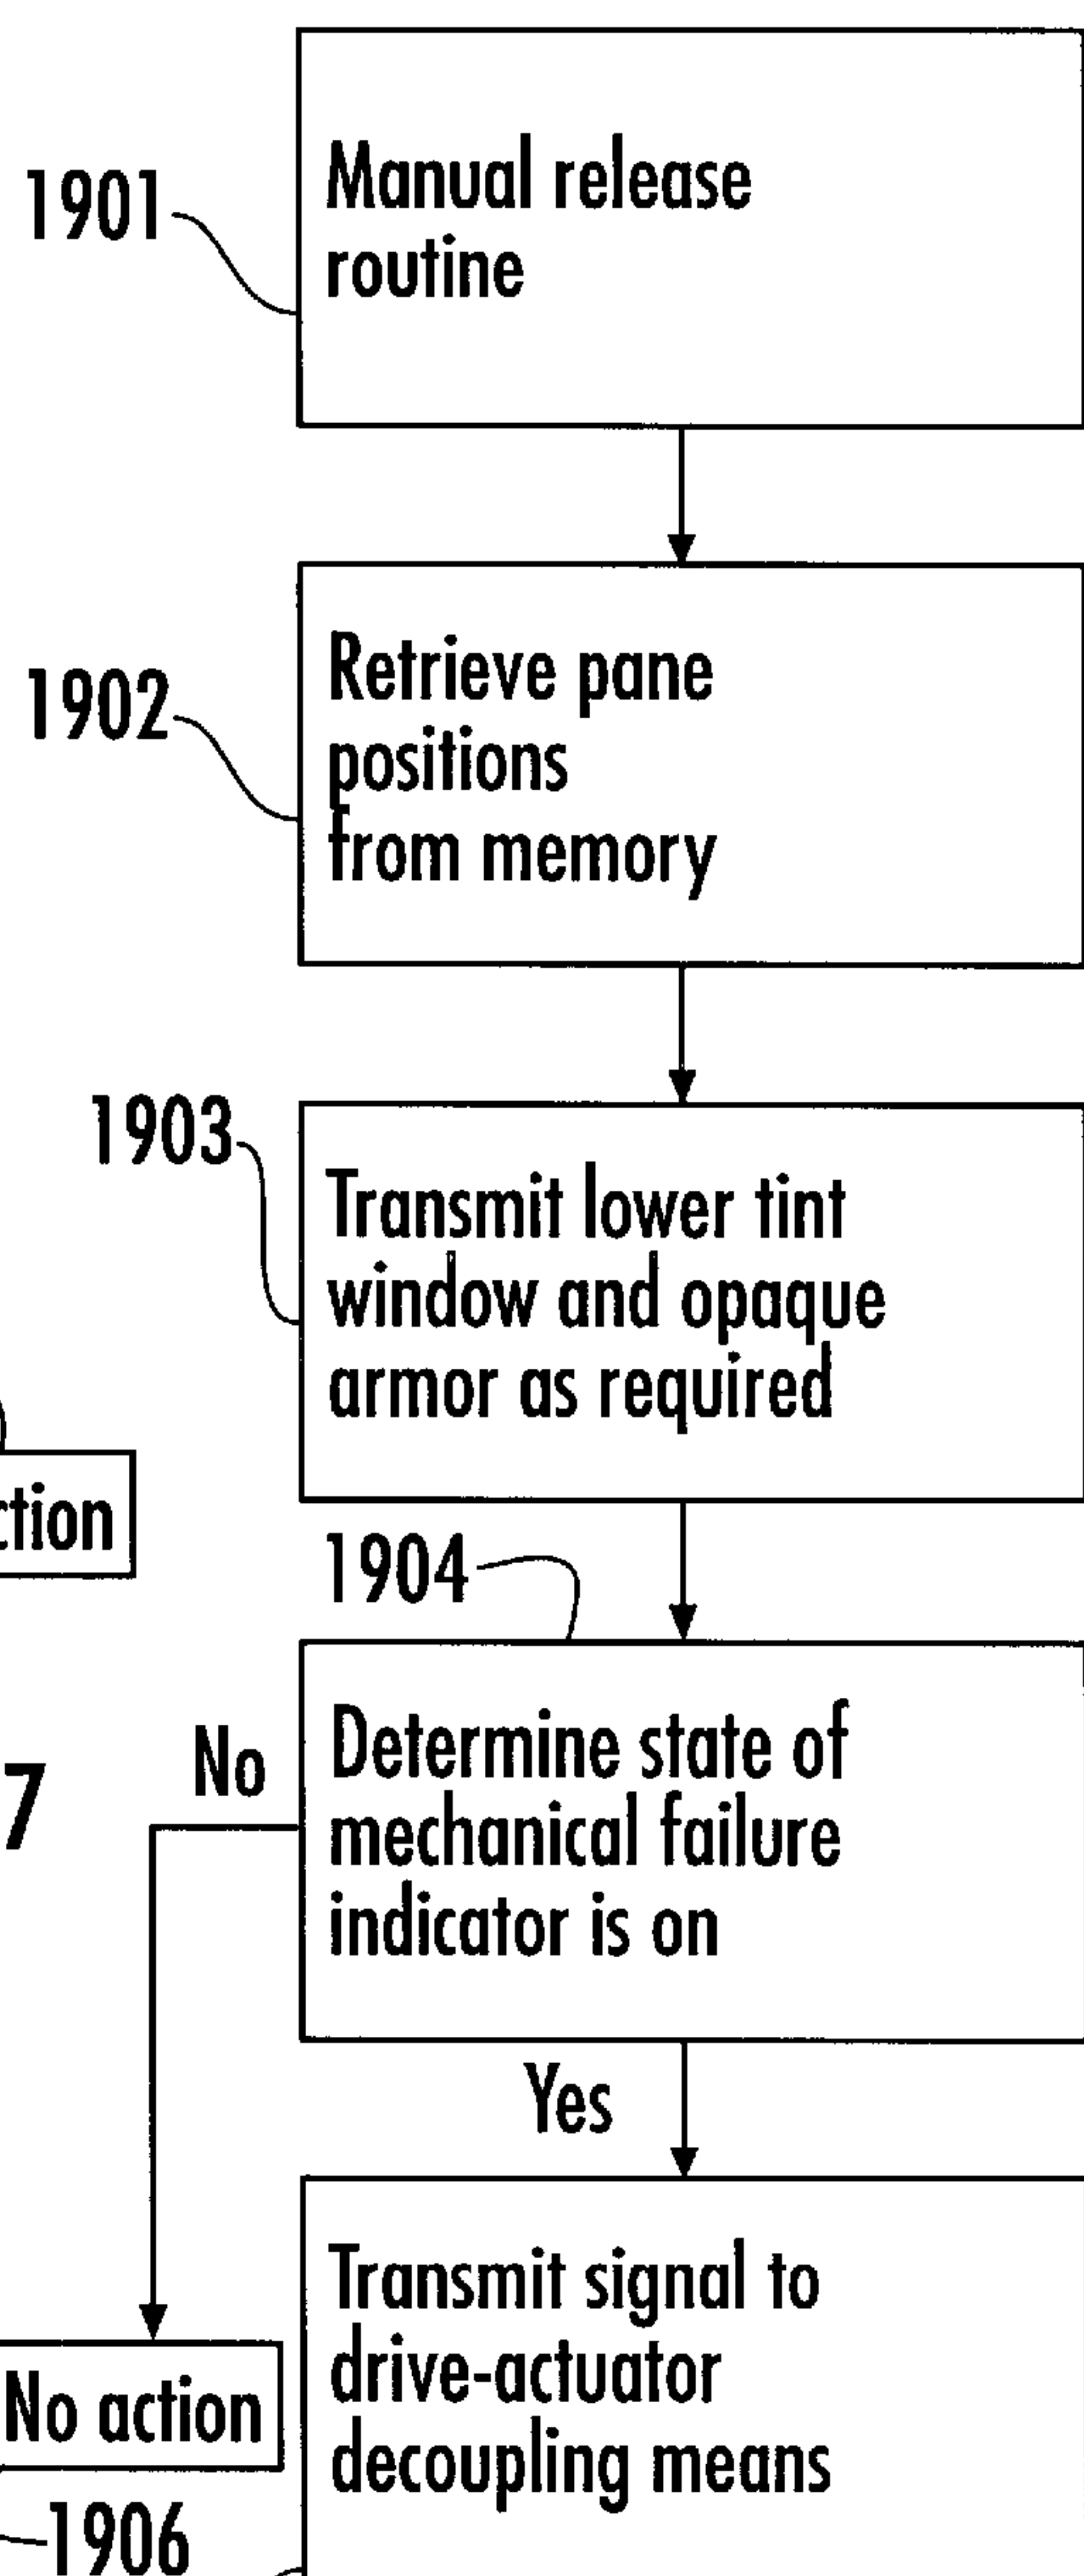 1901
Manual release
routine
1902
Retrieve pane
positions
from memory
1903
Transmit lower tint
window and opaque
armor as required
ction
1904
No
Determine state of
mechanical failure
indicator is on
7
Yes
Transmit signal to
drive-actuator
decoupling means
No action
1906